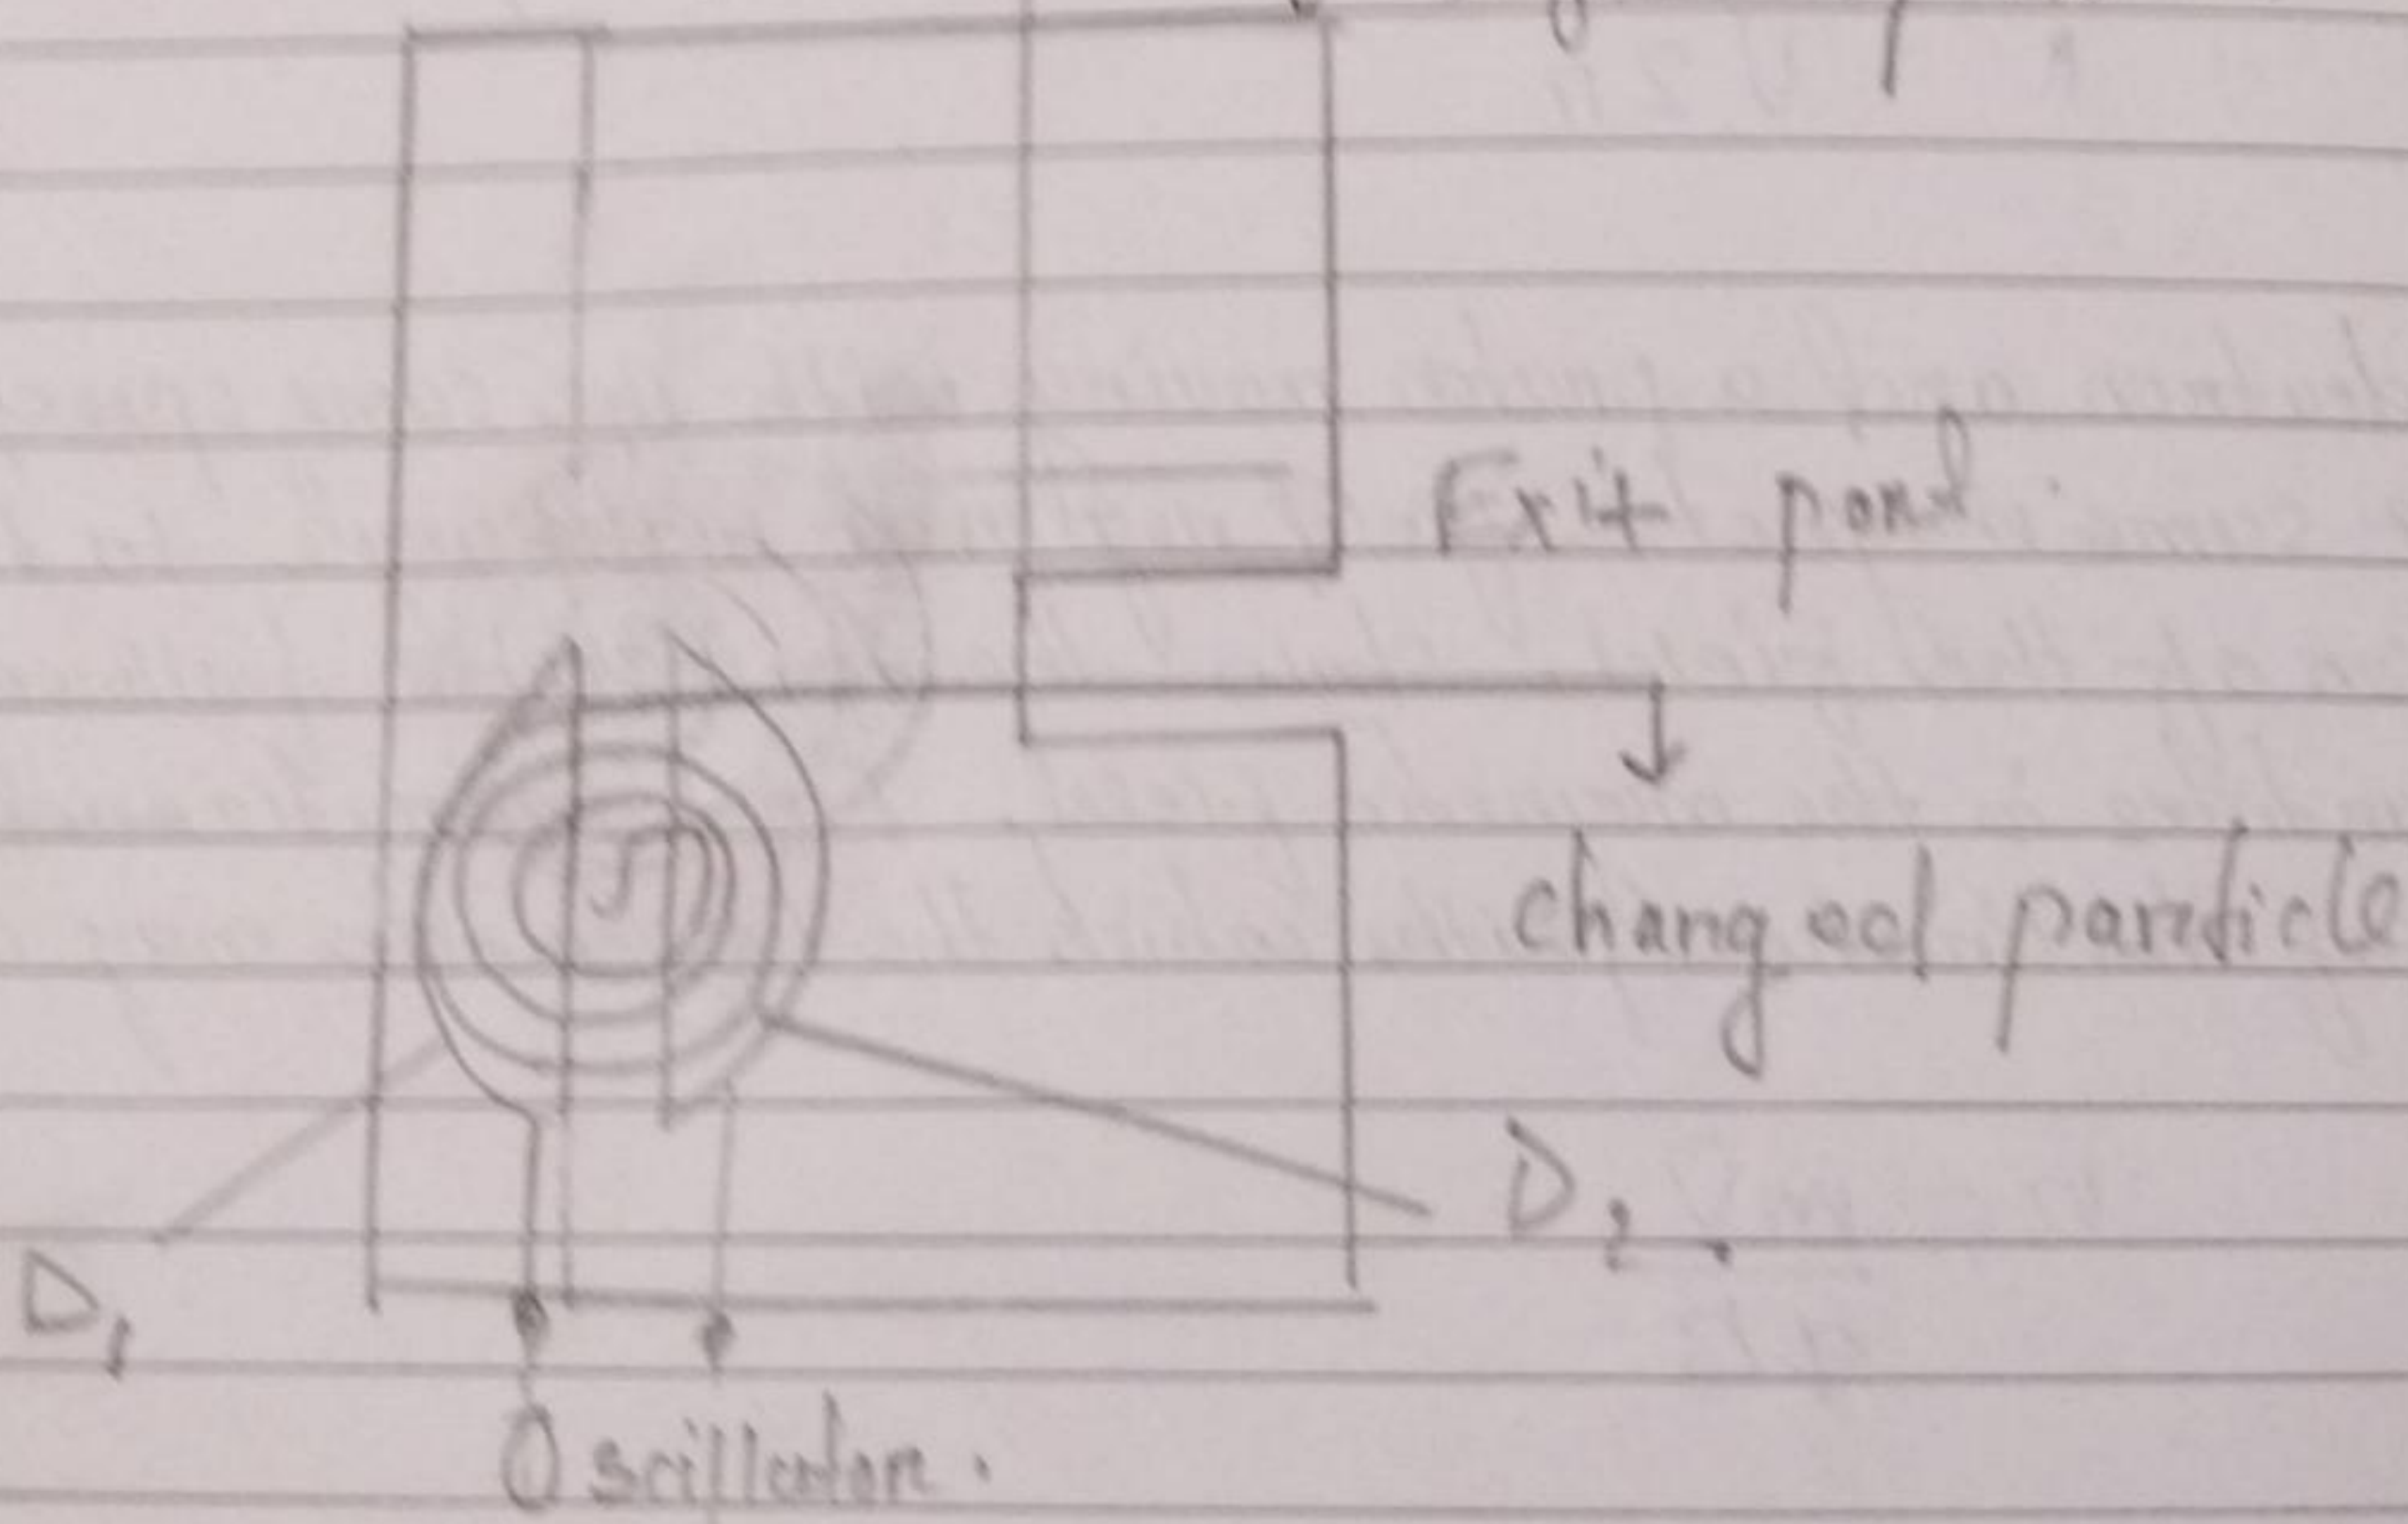 Exit pond.
changed particle
D2.
D1
Oscillator.